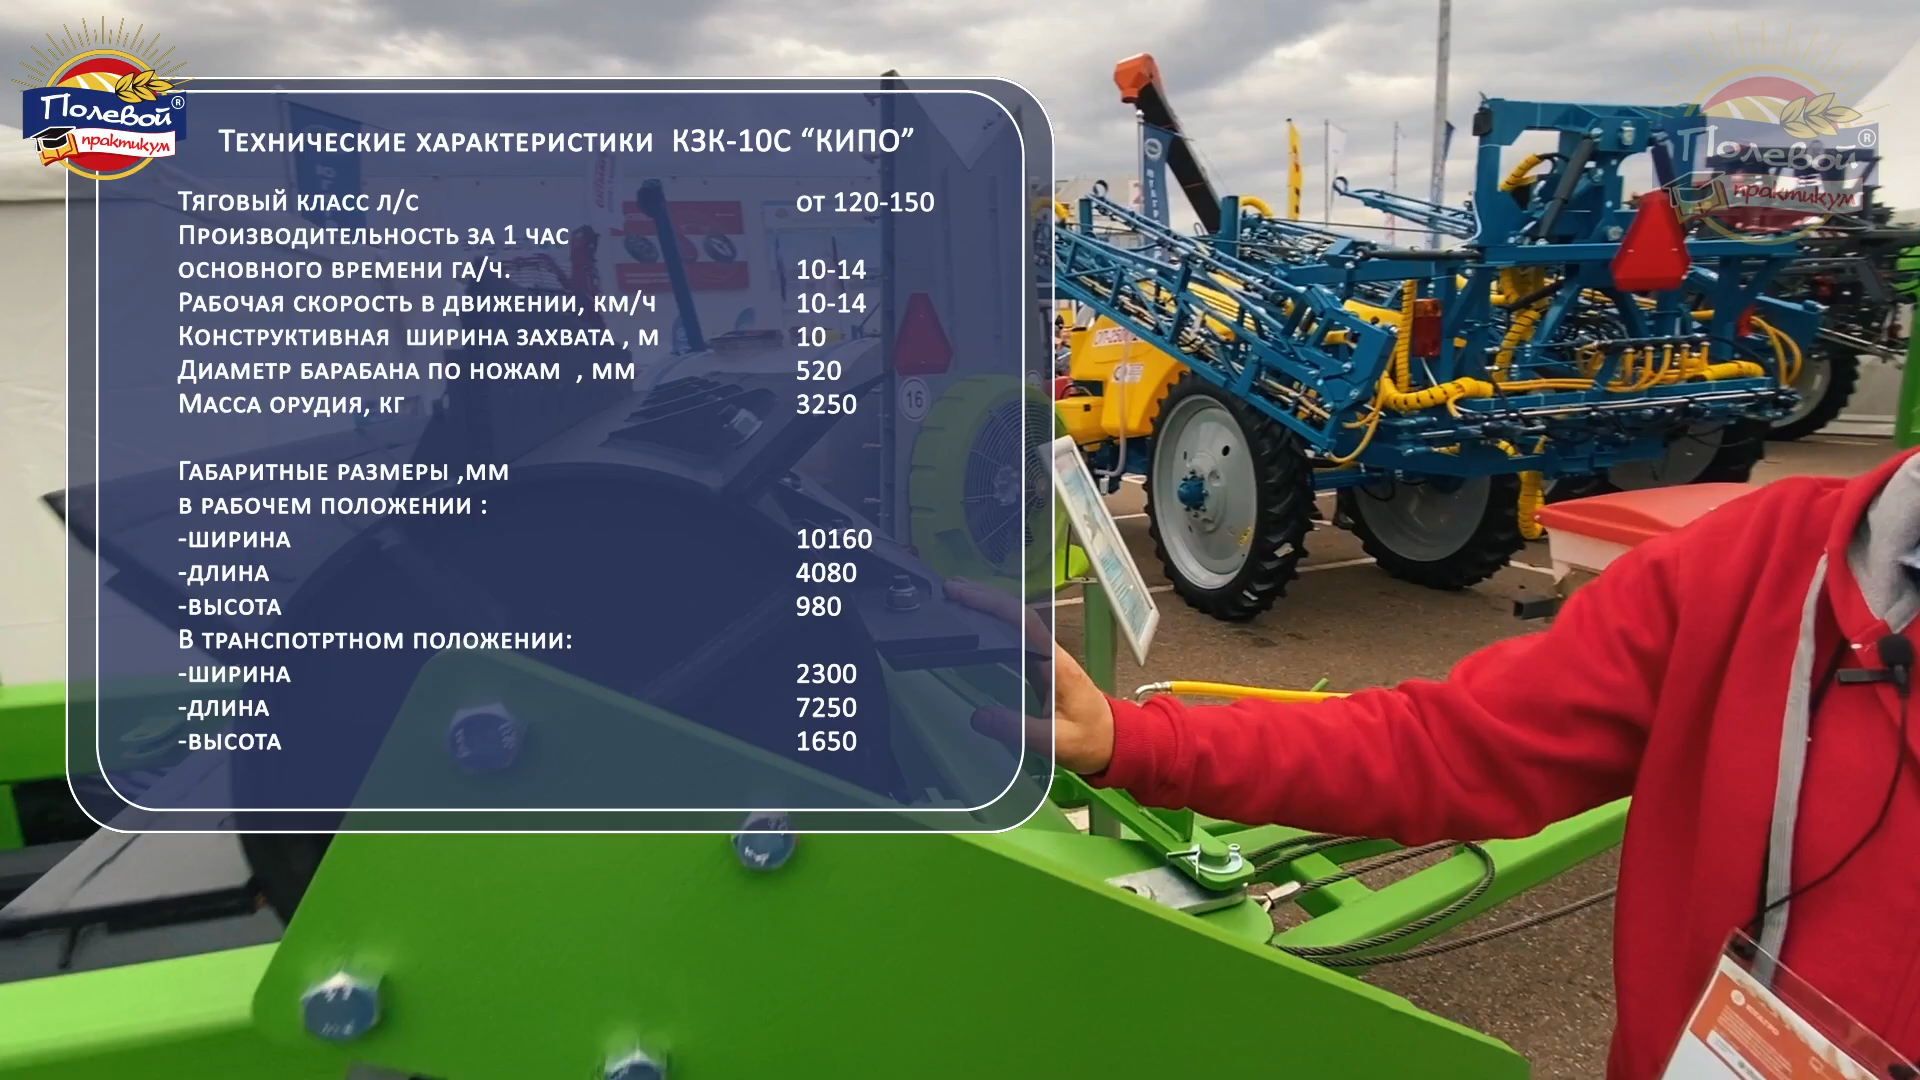 Полевой ®
практикум
Технические характеристики КЗК-10С “КИПО”
Тяговый класс л/с от 120-150
Производительность за 1 час
основного времени га/ч. 10-14
Рабочая скорость в движении, км/ч 10-14
Конструктивная ширина захвата , м 10
Диаметр барабана по ножам , мм 520
Масса орудия, кг 3250
Габаритные размеры ,мм
в рабочем положении :
-ширина 10160
-длина 4080
-высота 980
В транспотртном положении:
-ширина 2300
-длина 7250
-высота 1650
16
Полевой ®
практикум